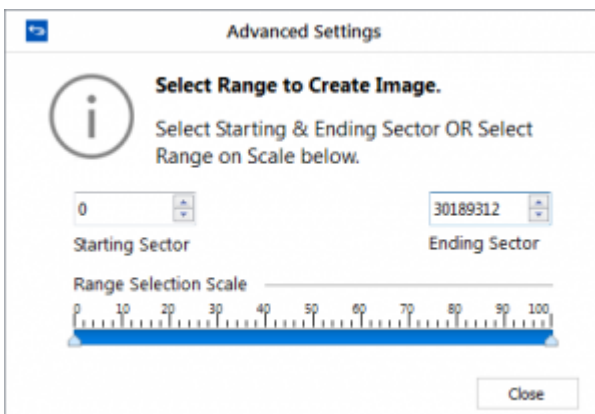 Advanced Settings
Select Range to Create Image.
Select Starting & Ending Sector OR Select
Range on Scale below.
0 30189312
Starting Sector Ending Sector
Range Selection Scale
0 10 20 30 40 50 60 70 80 90 100
Close